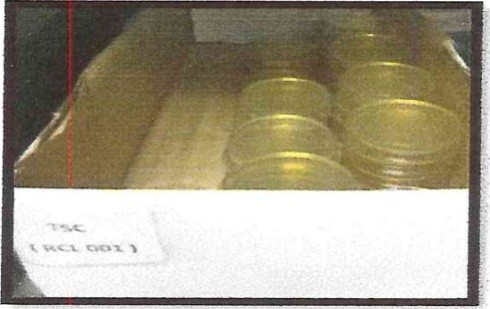 TSC
( RCL 001 )